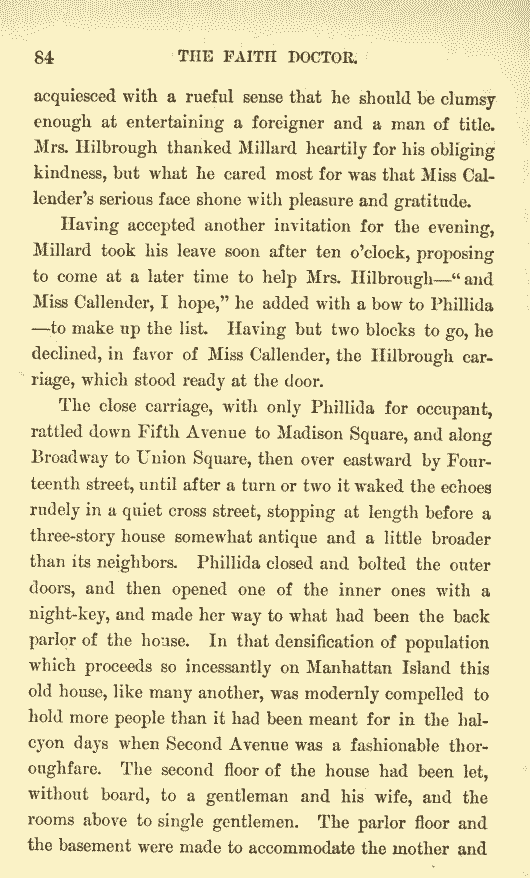 84 THE FAITH DOCTOR.
acquiesced with a rueful sense that he should be clumsy
enough at entertaining a foreigner and a man of title.
Mrs. Hilbrough thanked Millard heartily for his obliging
kindness, but what he cared most for was that Miss Cal-
lender's serious face shone with pleasure and gratitude.
Having accepted another invitation for the evening,
Millard took his leave soon after ten o'clock, proposing
to come at a later time to help Mrs. Hilbrough—“and
Miss Callender, I hope,” he added with a bow to Phillida
—to make up the list. Having but two blocks to go, he
declined, in favor of Miss Callender, the Hilbrough car-
riage, which stood ready at the door.
The close carriage, with only Phillida for occupant,
rattled down Fifth Avenue to Madison Square, and along
Broadway to Union Square, then over eastward by Four-
teenth street, until after a turn or two it waked the echoes
rudely in a quiet cross street, stopping at length before a
three-story house somewhat antique and a little broader
than its neighbors. Phillida closed and bolted the outer
doors, and then opened one of the inner ones with a
night-key, and made her way to what had been the back
parlor of the house. In that densification of population
which proceeds so incessantly on Manhattan Island this
old house, like many another, was modernly compelled to
hold more people than it had been meant for in the hal-
cyon days when Second Avenue was a fashionable thor-
oughfare. The second floor of the house had been let,
without board, to a gentleman and his wife, and the
rooms above to single gentlemen. The parlor floor and
the basement were made to accommodate the mother and